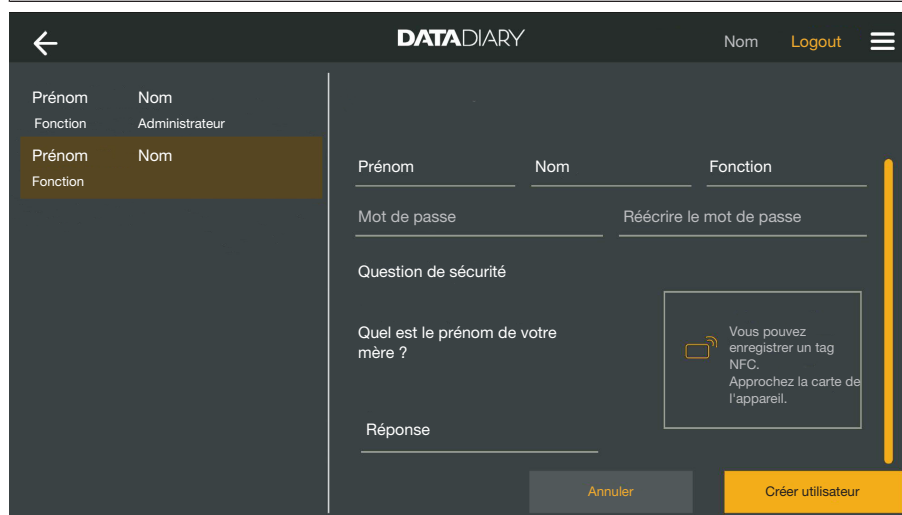 DATADIARY
Nom Logout
Prénom Nom
Fonction Administrateur
Prénom Nom
Fonction
Prénom Nom Fonction
Mot de passe Réécrire le mot de passe
Question de sécurité
Quel est le prénom de votre
mère ?
Vous pouvez
enregistrer un tag
NFC.
Approchez la carte de
l'appareil.
Réponse
Annuler Créer utilisateur